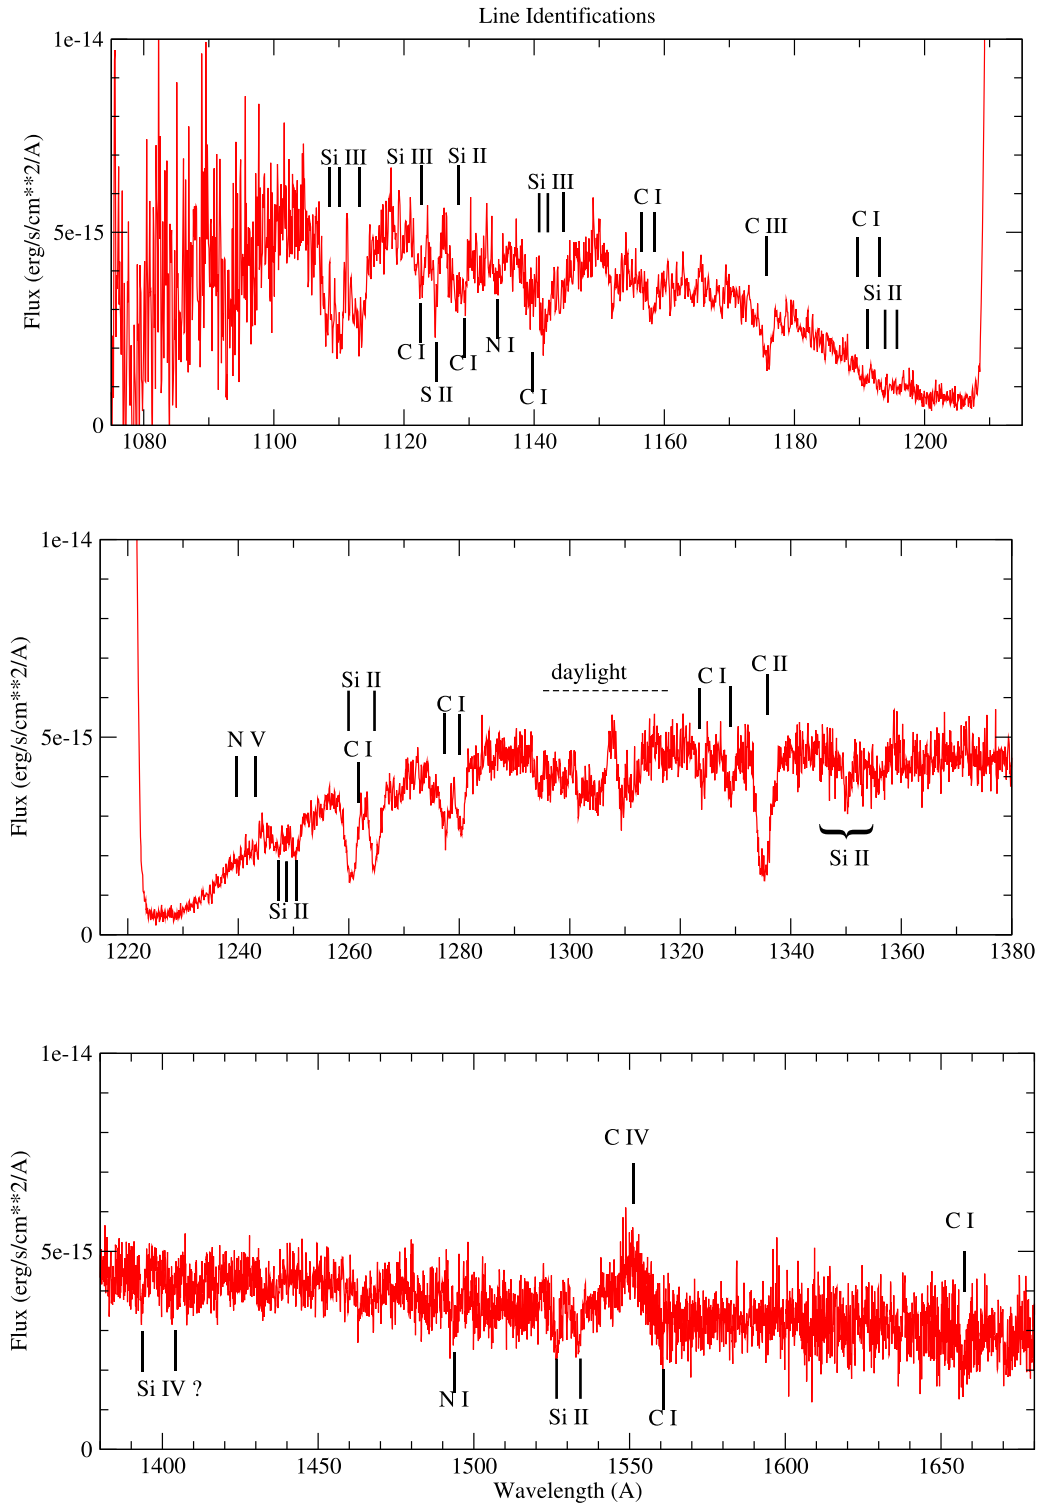 Line Identifications
1e-14
Si III
Si III
Si II
Si III
C I
C III
C I
5e-15
Si II
C I
S II
C I
N I
C I
0
1080
1100
1120
1140
1160
1180
1200
Flux (erg/s/cm**2/A)
1e-14
daylight
C I
C II
Si II
C I
5e-15
N V
C I
Si II
Si II
0
1220
1240
1260
1280
1300
1320
1340
1360
1380
Flux (erg/s/cm**2/A)
1e-14
C IV
C I
5e-15
Si IV ?
N I
Si II
C I
0
1400
1450
1500
1550
1600
1650
Flux (erg/s/cm**2/A)
Wavelength (A)